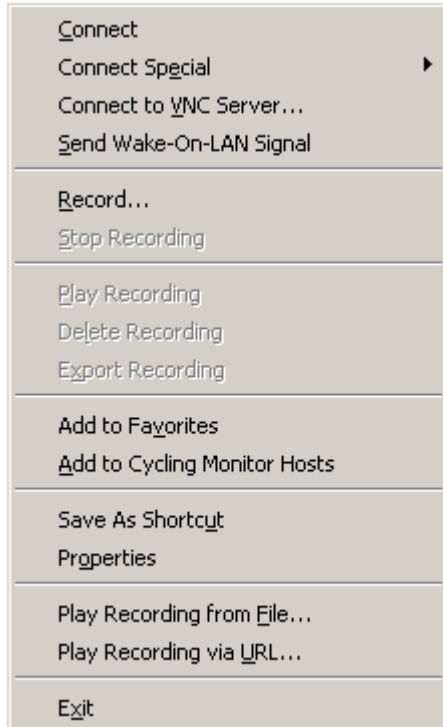 Connect
Connect Special
Connect to VNC Server...
Send Wake-On-LAN Signal
Record...
Stop Recording
Play Recording
Delete Recording
Export Recording
Add to Favorites
Add to Cycling Monitor Hosts
Save As Shortcut
Properties
Play Recording from File...
Play Recording via URL...
Exit